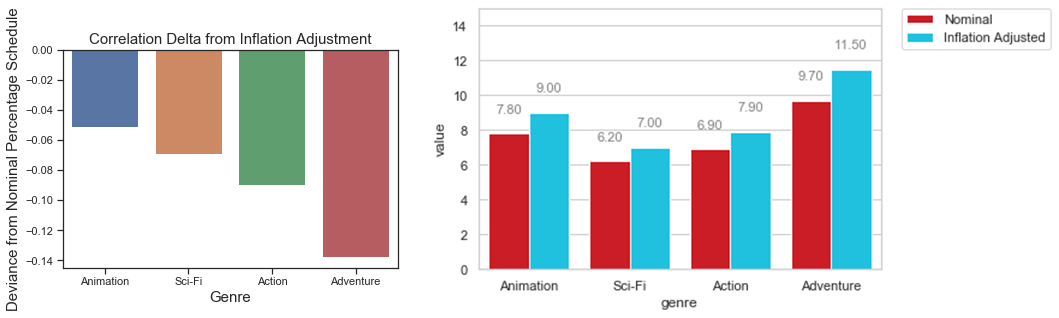 Correlation Delta from Inflation Adjustment
Deviance from Nominal Percentage Schedule
0.00
−0.02
−0.04
−0.06
−0.08
−0.10
−0.12
−0.14
Animation Sci-Fi Action Adventure
Genre
value
14
12
10
8
6
4
2
0
7.80 9.00 6.20 7.00 6.90 7.90 9.70 11.50
Animation Sci-Fi Action Adventure
genre
Nominal
Inflation Adjusted